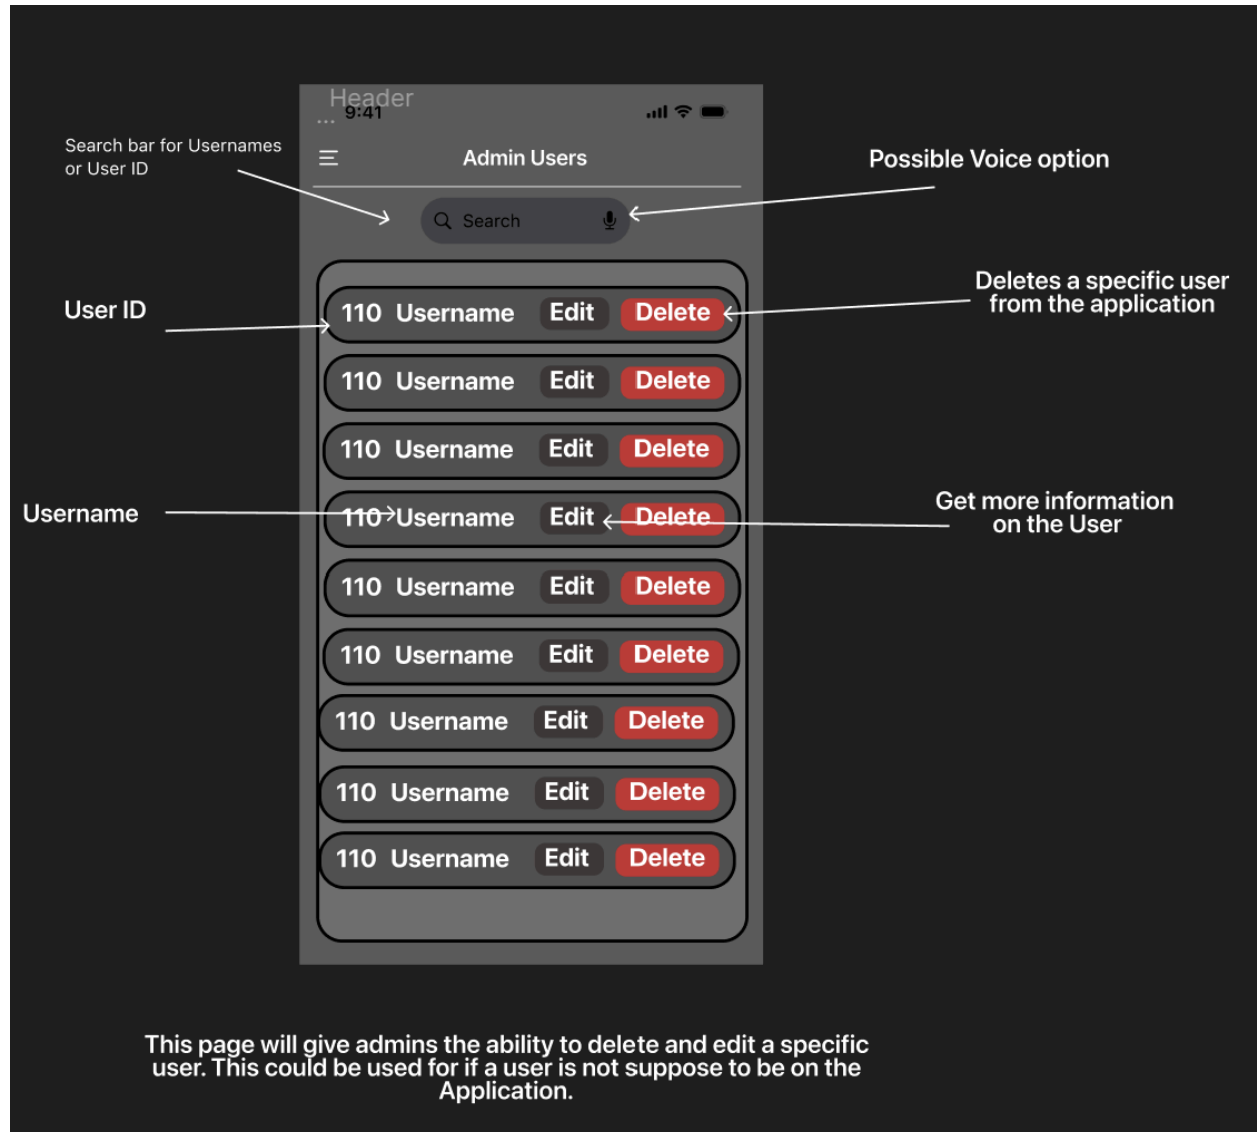 Header
... 9:41
Search bar for Usernames
or User ID
Admin Users
Possible Voice option
Search
Deletes a specific user
from the application
User ID
110 Username Edit Delete
110 Username Edit Delete
110 Username Edit Delete
Username
110 Username Edit Delete
Get more information
on the User
110 Username Edit Delete
110 Username Edit Delete
110 Username Edit Delete
110 Username Edit Delete
110 Username Edit Delete
This page will give admins the ability to delete and edit a specific
user. This could be used for if a user is not suppose to be on the
Application.